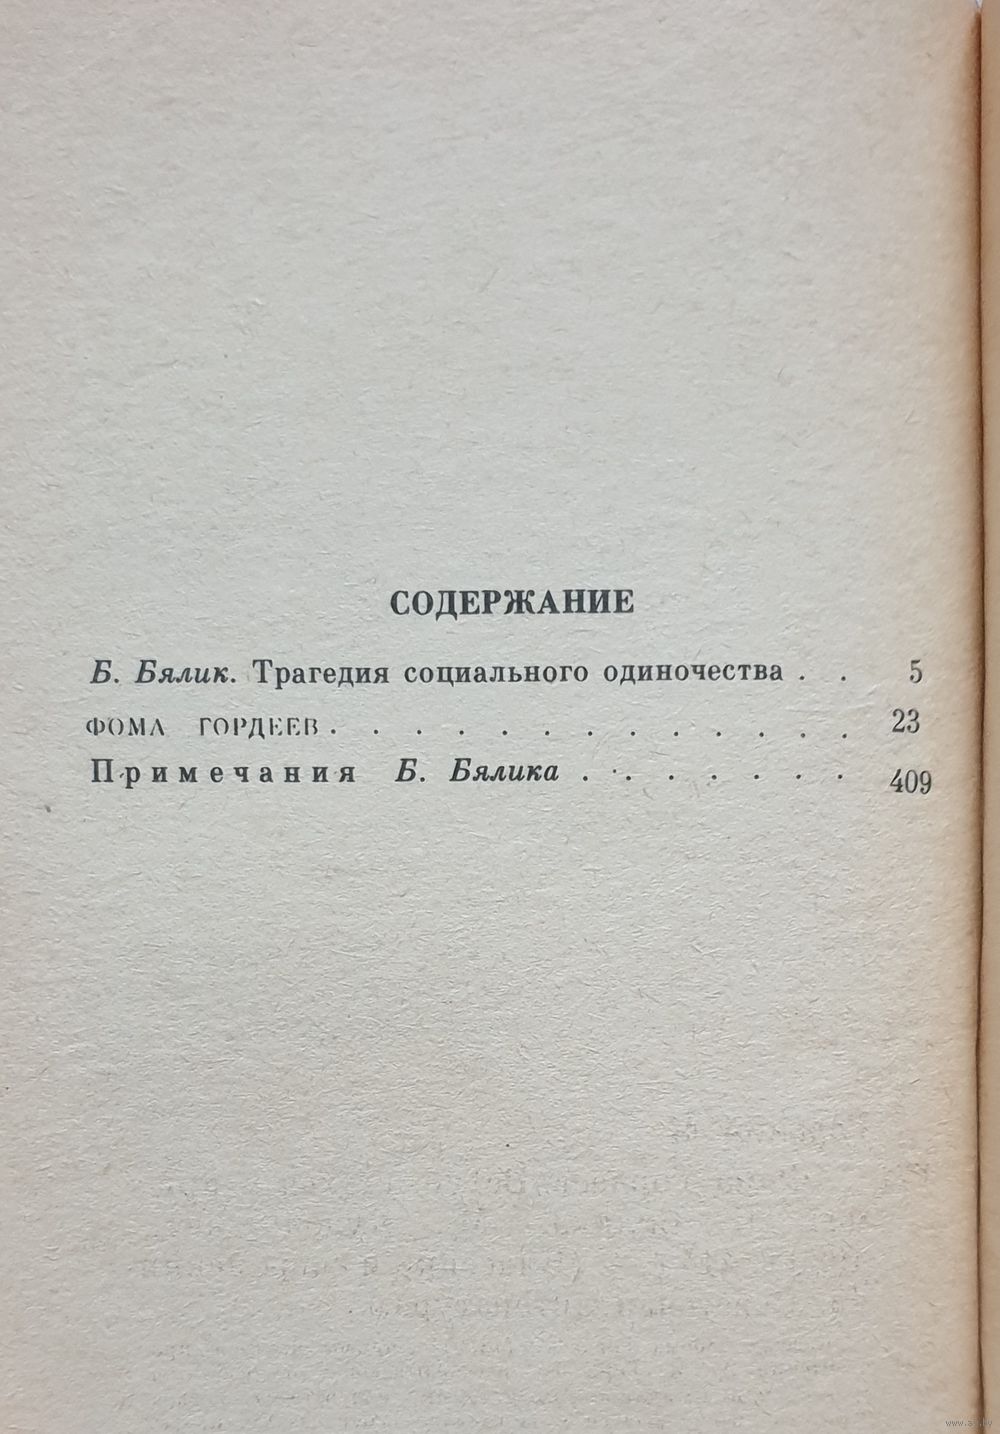 СОДЕРЖАНИЕ
Б. Бялик. Трагедия социального одиночества . . 5
ФОМА ГОРДЕЕВ . . . . . . . . . . . . . 23
Примечания Б. Бялика . . . . . . . 409